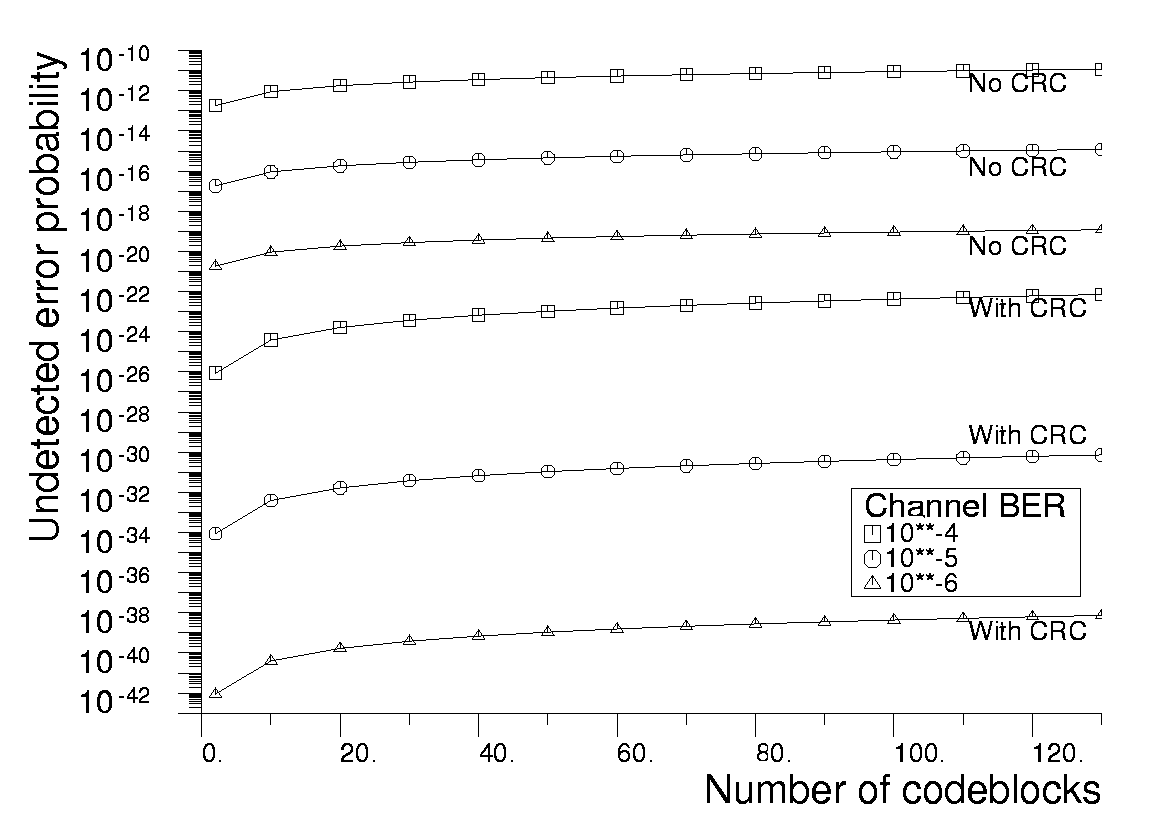 Undetected error probability
10-10
10-12
10-14
10-16
10-18
10-20
10-22
10-24
10-26
10-28
10-30
10-32
10-34
10-36
10-38
10-40
10-42
No CRC
No CRC
No CRC
With CRC
With CRC
Channel BER
10**-4
10**-5
10**-6
With CRC
0. 20. 40. 60. 80. 100. 120.
Number of codeblocks